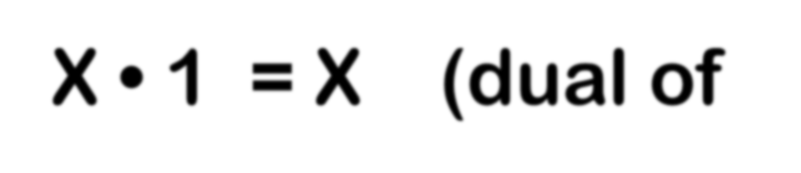 X • 1 = X (dual of